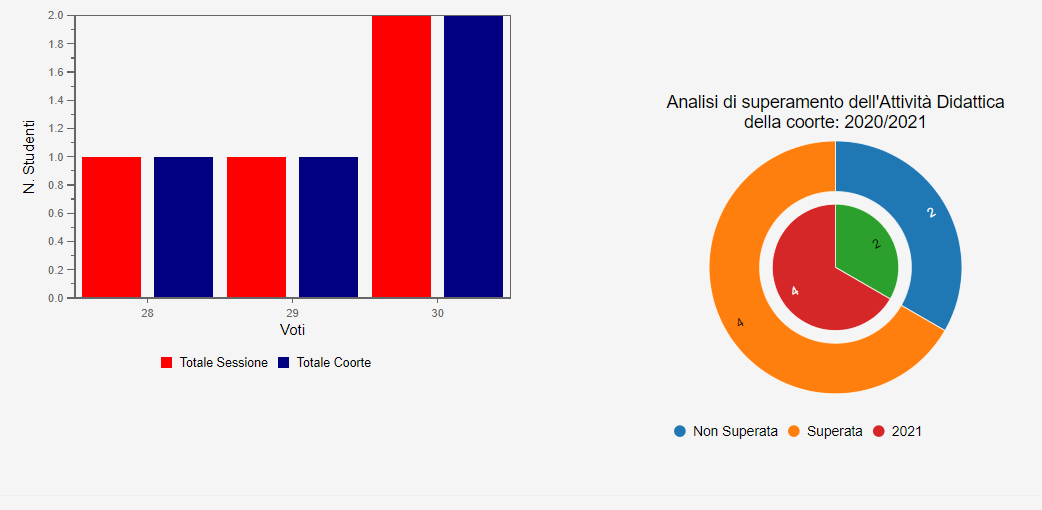 2.0
1.8
1.6
1.4
1.2
1.0
0.8
0.6
0.4
0.2
0.0
N. Studenti
28
29
30
Voti
Totale Sessione
Totale Coorte
Analisi di superamento dell'Attività Didattica
della coorte: 2020/2021
2
2
4
4
Non Superata
Superata
2021